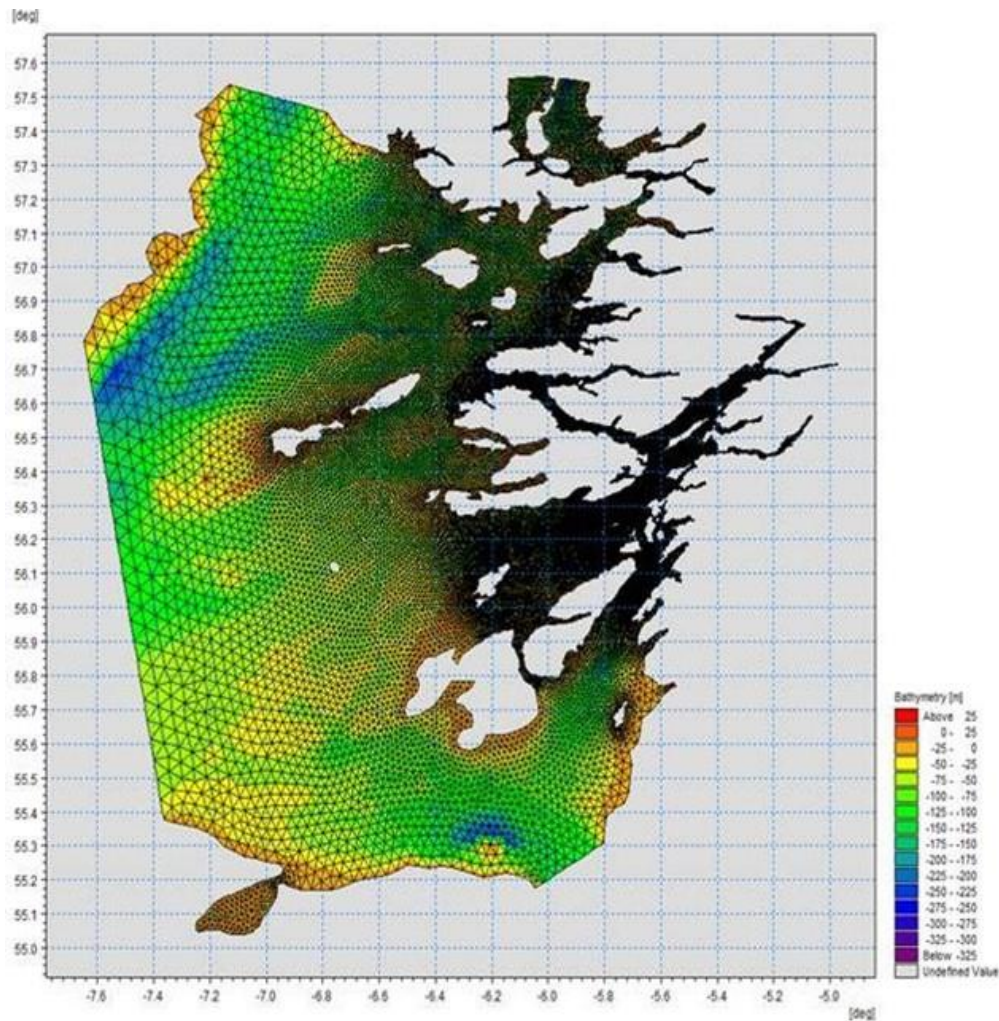 [deg]
57.6
57.5
57.4
57.3
57.2
57.1
57.0
56.9
56.8
56.7
56.6
56.5
56.4
56.3
56.2
56.1
56.0
55.9
55.8
55.7
55.6
55.5
55.4
55.3
55.2
55.1
55.0
-7.6 -7.4 -7.2 -7.0 -6.8 -6.6 -6.4 -6.2 -6.0 -5.8 -5.6 -5.4 -5.2 -5.0
[deg]
Bathymetry [m]
Above 25
0 - 25
-25 - 0
-50 - -25
-75 - -50
-100 - -75
-125 - -100
-150 - -125
-175 - -150
-200 - -175
-225 - -200
-250 - -225
-275 - -250
-300 - -275
-325 - -300
Below -325
Undefined Value